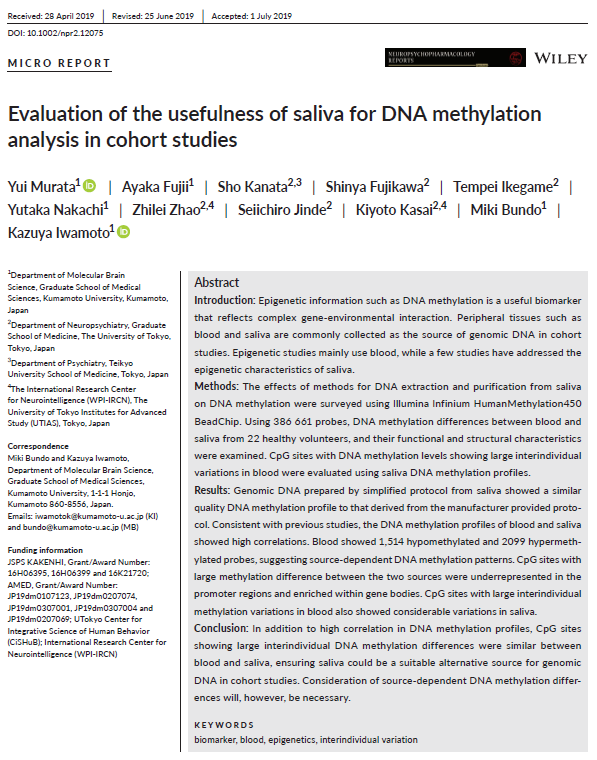 Received: 28 April 2019 | Revised: 25 June 2019 | Accepted: 1 July 2019
DOI: 10.1002/npr2.12075
MICRO REPORT
NEUROPSYCHOPHARMACOLOGY
REPORTS
WILEY
Evaluation of the usefulness of saliva for DNA methylation
analysis in cohort studies
Yui Murata1 iD | Ayaka Fujii1 | Sho Kanata2,3 | Shinya Fujikawa2 | Tempei Ikegame2 |
Yutaka Nakachi1 | Zhilei Zhao2,4 | Seiichiro Jinde2 | Kiyoto Kasai2,4 | Miki Bundo1 |
Kazuya Iwamoto1 iD
1Department of Molecular Brain
Science, Graduate School of Medical
Sciences, Kumamoto University, Kumamoto,
Japan
2Department of Neuropsychiatry, Graduate
School of Medicine, The University of Tokyo,
Tokyo, Japan
3Department of Psychiatry, Teikyo
University School of Medicine, Tokyo, Japan
4The International Research Center
for Neurointelligence (WPI-IRCN), The
University of Tokyo Institutes for Advanced
Study (UTIAS), Tokyo, Japan
Correspondence
Miki Bundo and Kazuya Iwamoto,
Department of Molecular Brain Science,
Graduate School of Medical Sciences,
Kumamoto University, 1-1-1 Honjo,
Kumamoto 860-8556, Japan.
Emails: iwamotok@kumamoto-u.ac.jp (KI)
and bundo@kumamoto-u.ac.jp (MB)
Funding information
JSPS KAKENHI, Grant/Award Number:
16H06395, 16H06399 and 16K21720;
AMED, Grant/Award Number:
JP19dm0107123, JP19dm0207074,
JP19dm0307001, JP19dm0307004 and
JP19dm0207069; UTokyo Center for
Integrative Science of Human Behavior
(CiSHuB); International Research Center for
Neurointelligence (WPI-IRCN)
Abstract
Introduction: Epigenetic information such as DNA methylation is a useful biomarker
that reflects complex gene-environmental interaction. Peripheral tissues such as
blood and saliva are commonly collected as the source of genomic DNA in cohort
studies. Epigenetic studies mainly use blood, while a few studies have addressed the
epigenetic characteristics of saliva.
Methods: The effects of methods for DNA extraction and purification from saliva
on DNA methylation were surveyed using Illumina Infinium HumanMethylation450
BeadChip. Using 386 661 probes, DNA methylation differences between blood and
saliva from 22 healthy volunteers, and their functional and structural characteristics
were examined. CpG sites with DNA methylation levels showing large interindividual
variations in blood were evaluated using saliva DNA methylation profiles.
Results: Genomic DNA prepared by simplified protocol from saliva showed a similar
quality DNA methylation profile to that derived from the manufacturer provided proto-
col. Consistent with previous studies, the DNA methylation profiles of blood and saliva
showed high correlations. Blood showed 1,514 hypomethylated and 2099 hypermeth-
ylated probes, suggesting source-dependent DNA methylation patterns. CpG sites with
large methylation difference between the two sources were underrepresented in the
promoter regions and enriched within gene bodies. CpG sites with large interindividual
methylation variations in blood also showed considerable variations in saliva.
Conclusion: In addition to high correlation in DNA methylation profiles, CpG sites
showing large interindividual DNA methylation differences were similar between
blood and saliva, ensuring saliva could be a suitable alternative source for genomic
DNA in cohort studies. Consideration of source-dependent DNA methylation differ-
ences will, however, be necessary.
KEYWORDS
biomarker, blood, epigenetics, interindividual variation